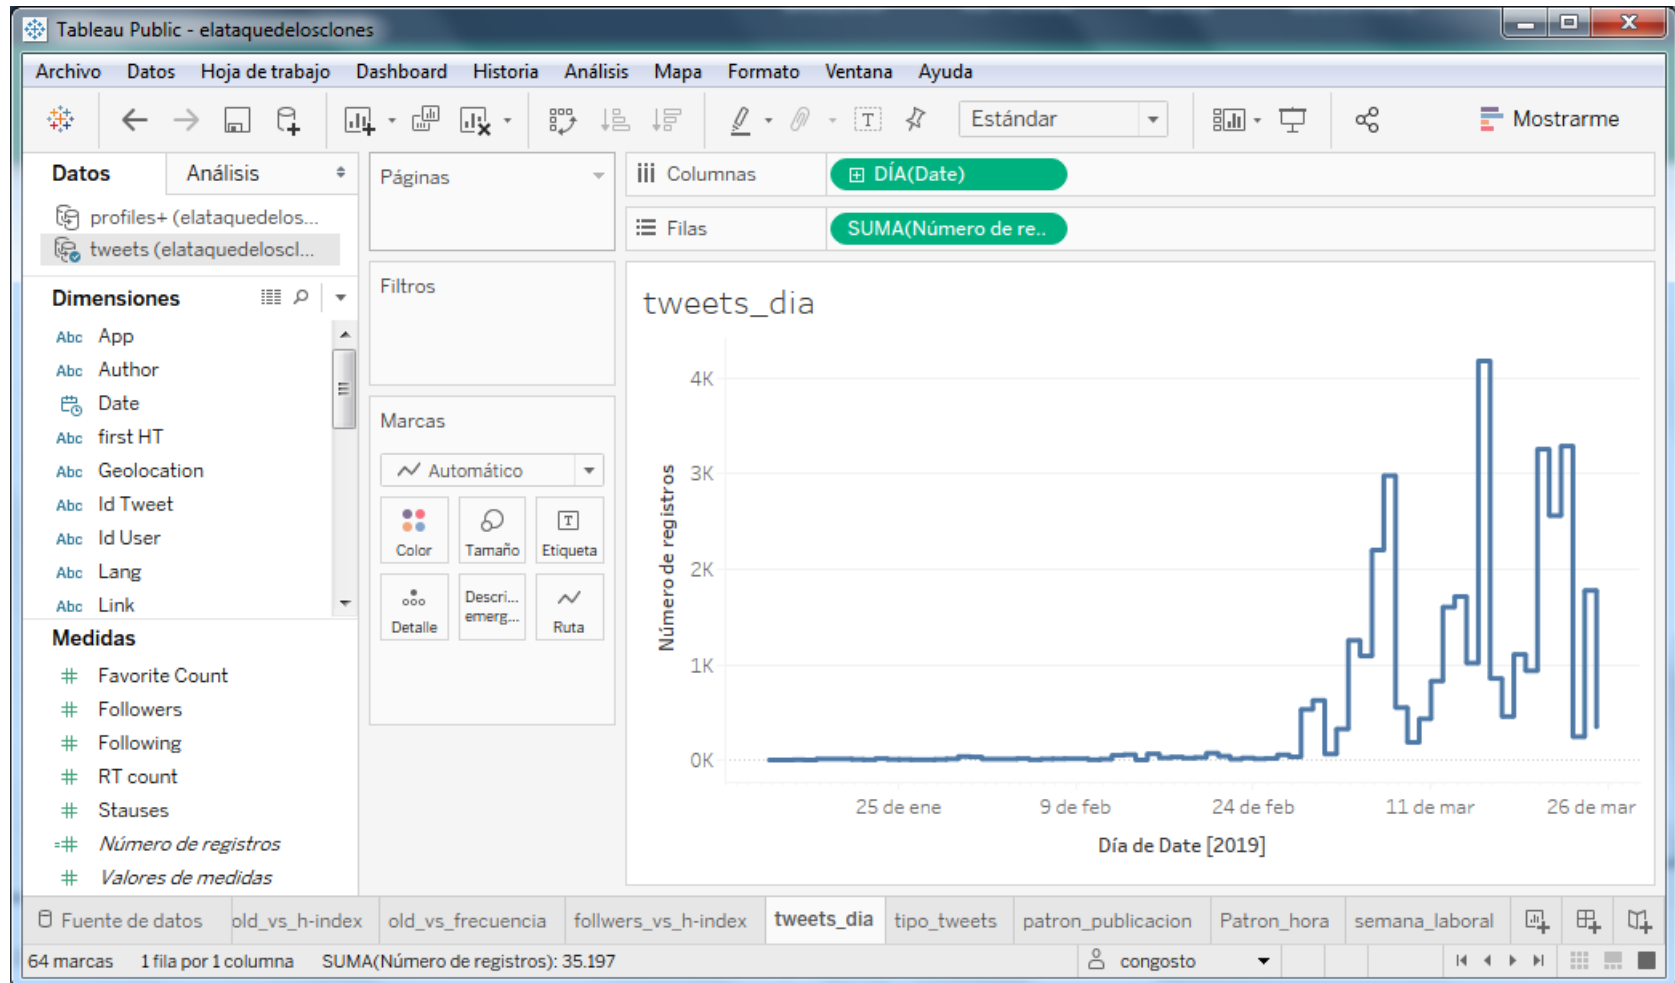 Tableau Public - elataquedelosclones
Archivo Datos Hoja de trabajo Dashboard Historia Análisis Mapa Formato Ventana Ayuda
Estándar
Mostrarme
Datos
Análisis
profiles+ (elataquedelos...
tweets (elataquedeloscl...
Dimensiones
Abc App
Abc Author
Date
Abc first HT
Abc Geolocation
Abc Id Tweet
Abc Id User
Abc Lang
Abc Link
Medidas
# Favorite Count
# Followers
# Following
# RT count
# Stauses
=# Número de registros
# Valores de medidas
Páginas
Filtros
Marcas
Automático
Color
Tamaño
T
Etiqueta
Detalle
Descri...
emerg...
Ruta
Columnas
DÍA(Date)
Filas
SUMA(Número de re..
tweets_dia
Número de registros
4K
3K
2K
1K
0K
25 de ene
9 de feb
24 de feb
11 de mar
26 de mar
Día de Date [2019]
Fuente de datos
old_vs_h-index
old_vs_frecuencia
follwers_vs_h-index
tweets_dia
tipo_tweets
patron_publicacion
Patron_hora
semana_laboral
64 marcas 1 fila por 1 columna SUMA(Número de registros): 35.197
congosto